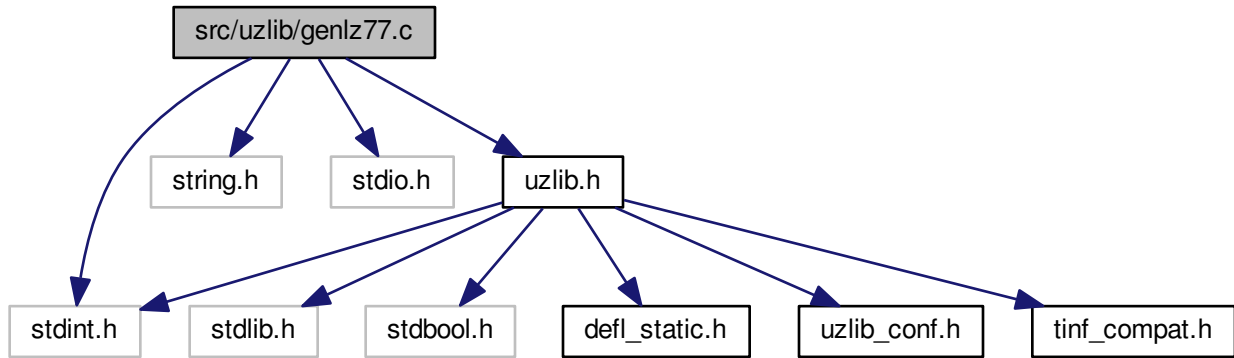 src/uzlib/genlz77.c
string.h
stdio.h
uzlib.h
stdint.h
stdlib.h
stdbool.h
defl_static.h
uzlib_conf.h
tinf_compat.h